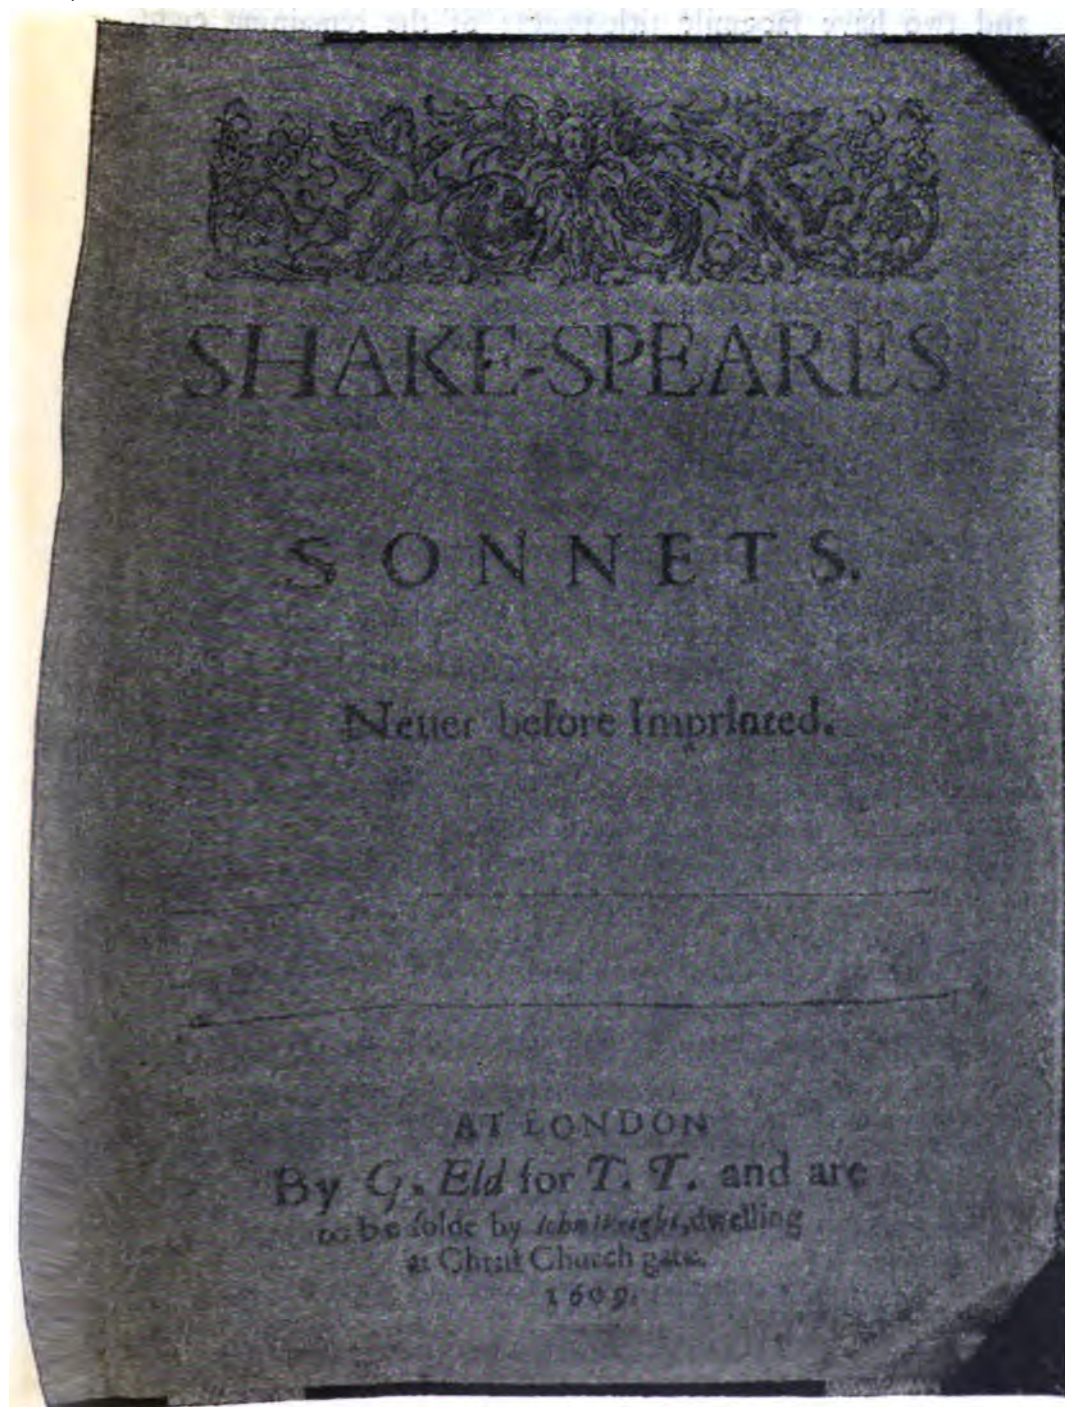 SHAKE-SPEARES
SONNETS.
Neuer before Imprinted.
AT LONDON
By G. Eld for T. T. and are
to be ſolde by Iohn Wright, dwelling
at Chriſt Church gate.
1609.